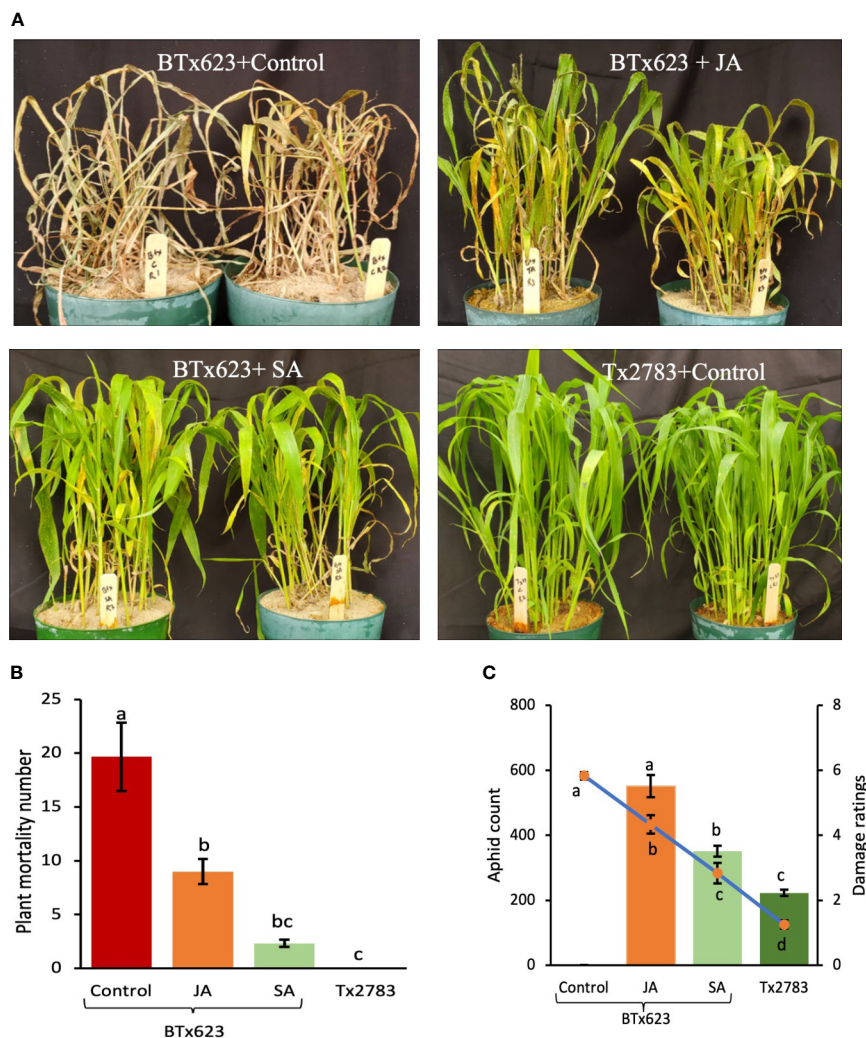 A
BTx623+Control
BTx623 + JA
Btx
C
R1
BTx623+ SA
Tx2783+Control
B
Plant mortality number
25
20
15
10
5
0
a
b
bc
c
Control JA SA Tx2783
BTx623
C
Aphid count
800
600
400
200
0
a
a
b
b
c
c
d
8
6
4
2
0
Damage ratings
Control JA SA Tx2783
BTx623